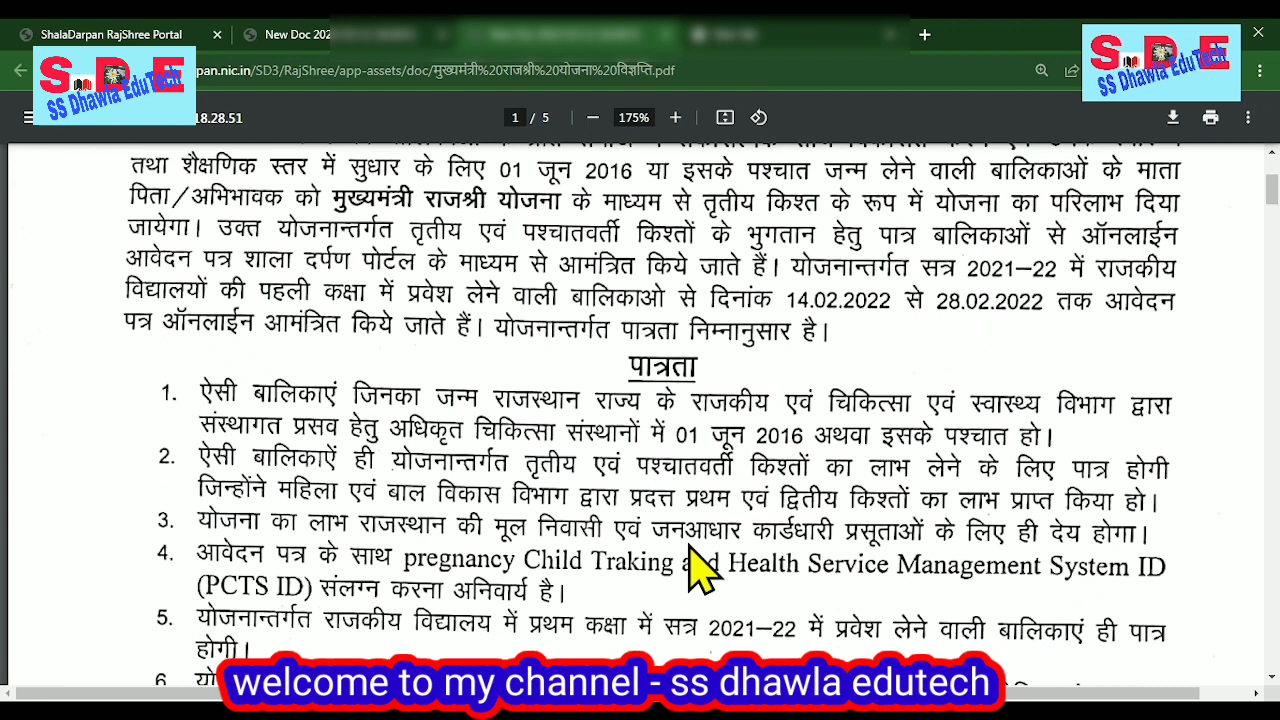 ShalaDarpan RajShree Portal
New Doc 202
S D E
SS Dhawla EduTech
pan.nic.in/SD3/RajShree/app-assets/doc/मुख्यमंत्री%20राजश्री%20योजना%20विज्ञप्ति.pdf
S D E
SS Dhawla EduTech
18.28.51
1 / 5
175%
तथा शैक्षणिक स्तर में सुधार के लिए 01 जून 2016 या इसके पश्चात जन्म लेने वाली बालिकाओं के माता
पिता/अभिभावक को मुख्यमंत्री राजश्री योजना के माध्यम से तृतीय किश्त के रूप में योजना का परिलाभ दिया
जायेगा। उक्त योजनान्तर्गत तृतीय एवं पश्चातवर्ती किश्तों के भुगतान हेतु पात्र बालिकाओं से ऑनलाईन
आवेदन पत्र शाला दर्पण पोर्टल के माध्यम से आमंत्रित किये जाते हैं। योजनान्तर्गत सत्र 2021–22 में राजकीय
विद्यालयों की पहली कक्षा में प्रवेश लेने वाली बालिकाओ से दिनांक 14.02.2022 से 28.02.2022 तक आवेदन
पत्र ऑनलाईन आमंत्रित किये जाते हैं। योजनान्तर्गत पात्रता निम्नानुसार है।
पात्रता
1. ऐसी बालिकाएं जिनका जन्म राजस्थान राज्य के राजकीय एवं चिकित्सा एवं स्वास्थ्य विभाग द्वारा
संस्थागत प्रसव हेतु अधिकृत चिकित्सा संस्थानों में 01 जून 2016 अथवा इसके पश्चात हो।
2. ऐसी बालिकाऐं ही योजनान्तर्गत तृतीय एवं पश्चातवर्ती किश्तों का लाभ लेने के लिए पात्र होगी
जिन्होंने महिला एवं बाल विकास विभाग द्वारा प्रदत्त प्रथम एवं द्वितीय किश्तों का लाभ प्राप्त किया हो।
3. योजना का लाभ राजस्थान की मूल निवासी एवं जनआधार कार्डधारी प्रसूताओं के लिए ही देय होगा।
4. आवेदन पत्र के साथ pregnancy Child Traking and Health Service Management System ID
(PCTS ID) संलग्न करना अनिवार्य है।
5. योजनान्तर्गत राजकीय विद्यालय में प्रथम कक्षा में सत्र 2021–22 में प्रवेश लेने वाली बालिकाएं ही पात्र
होगी।
6
welcome to my channel - ss dhawla edutech